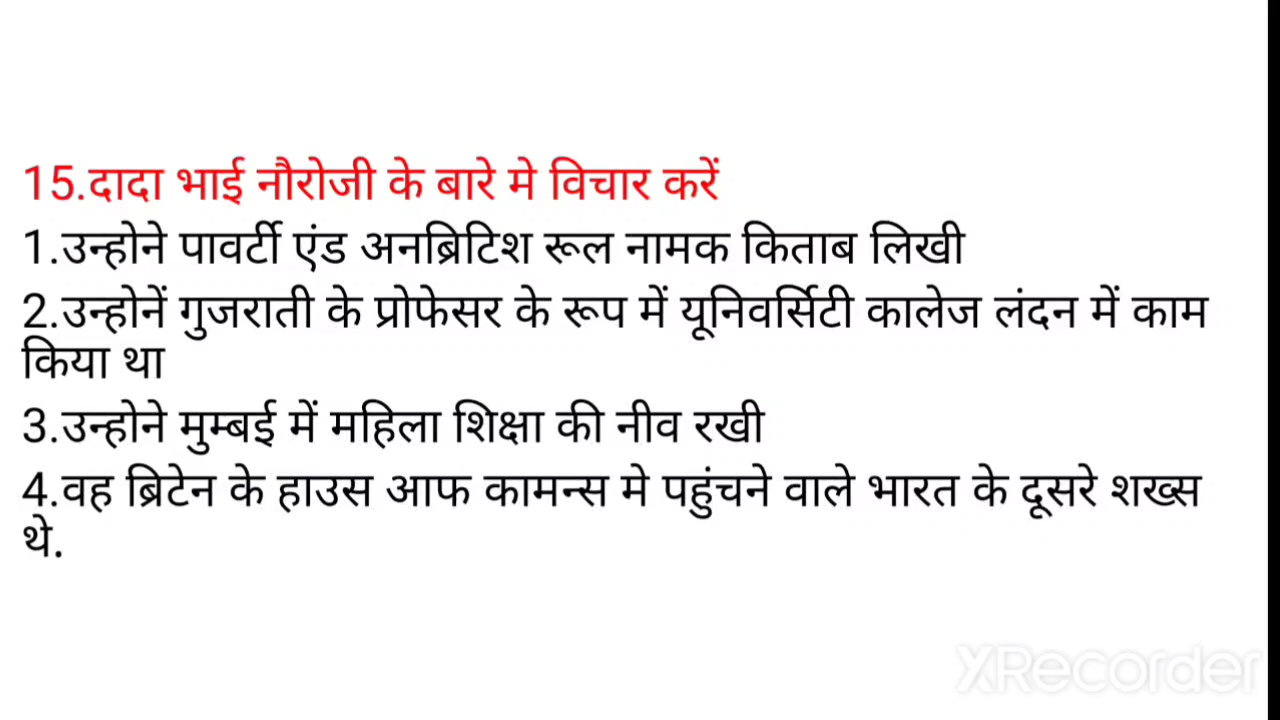 15.दादा भाई नौरोजी के बारे मे विचार करें
1.उन्होने पावर्टी एंड अनब्रिटिश रूल नामक किताब लिखी
2.उन्होनें गुजराती के प्रोफेसर के रूप में यूनिवर्सिटी कालेज लंदन में काम
किया था
3.उन्होने मुम्बई में महिला शिक्षा की नीव रखी
4.वह ब्रिटेन के हाउस आफ कामन्स मे पहुंचने वाले भारत के दूसरे शख्स
थे.
XRecorder